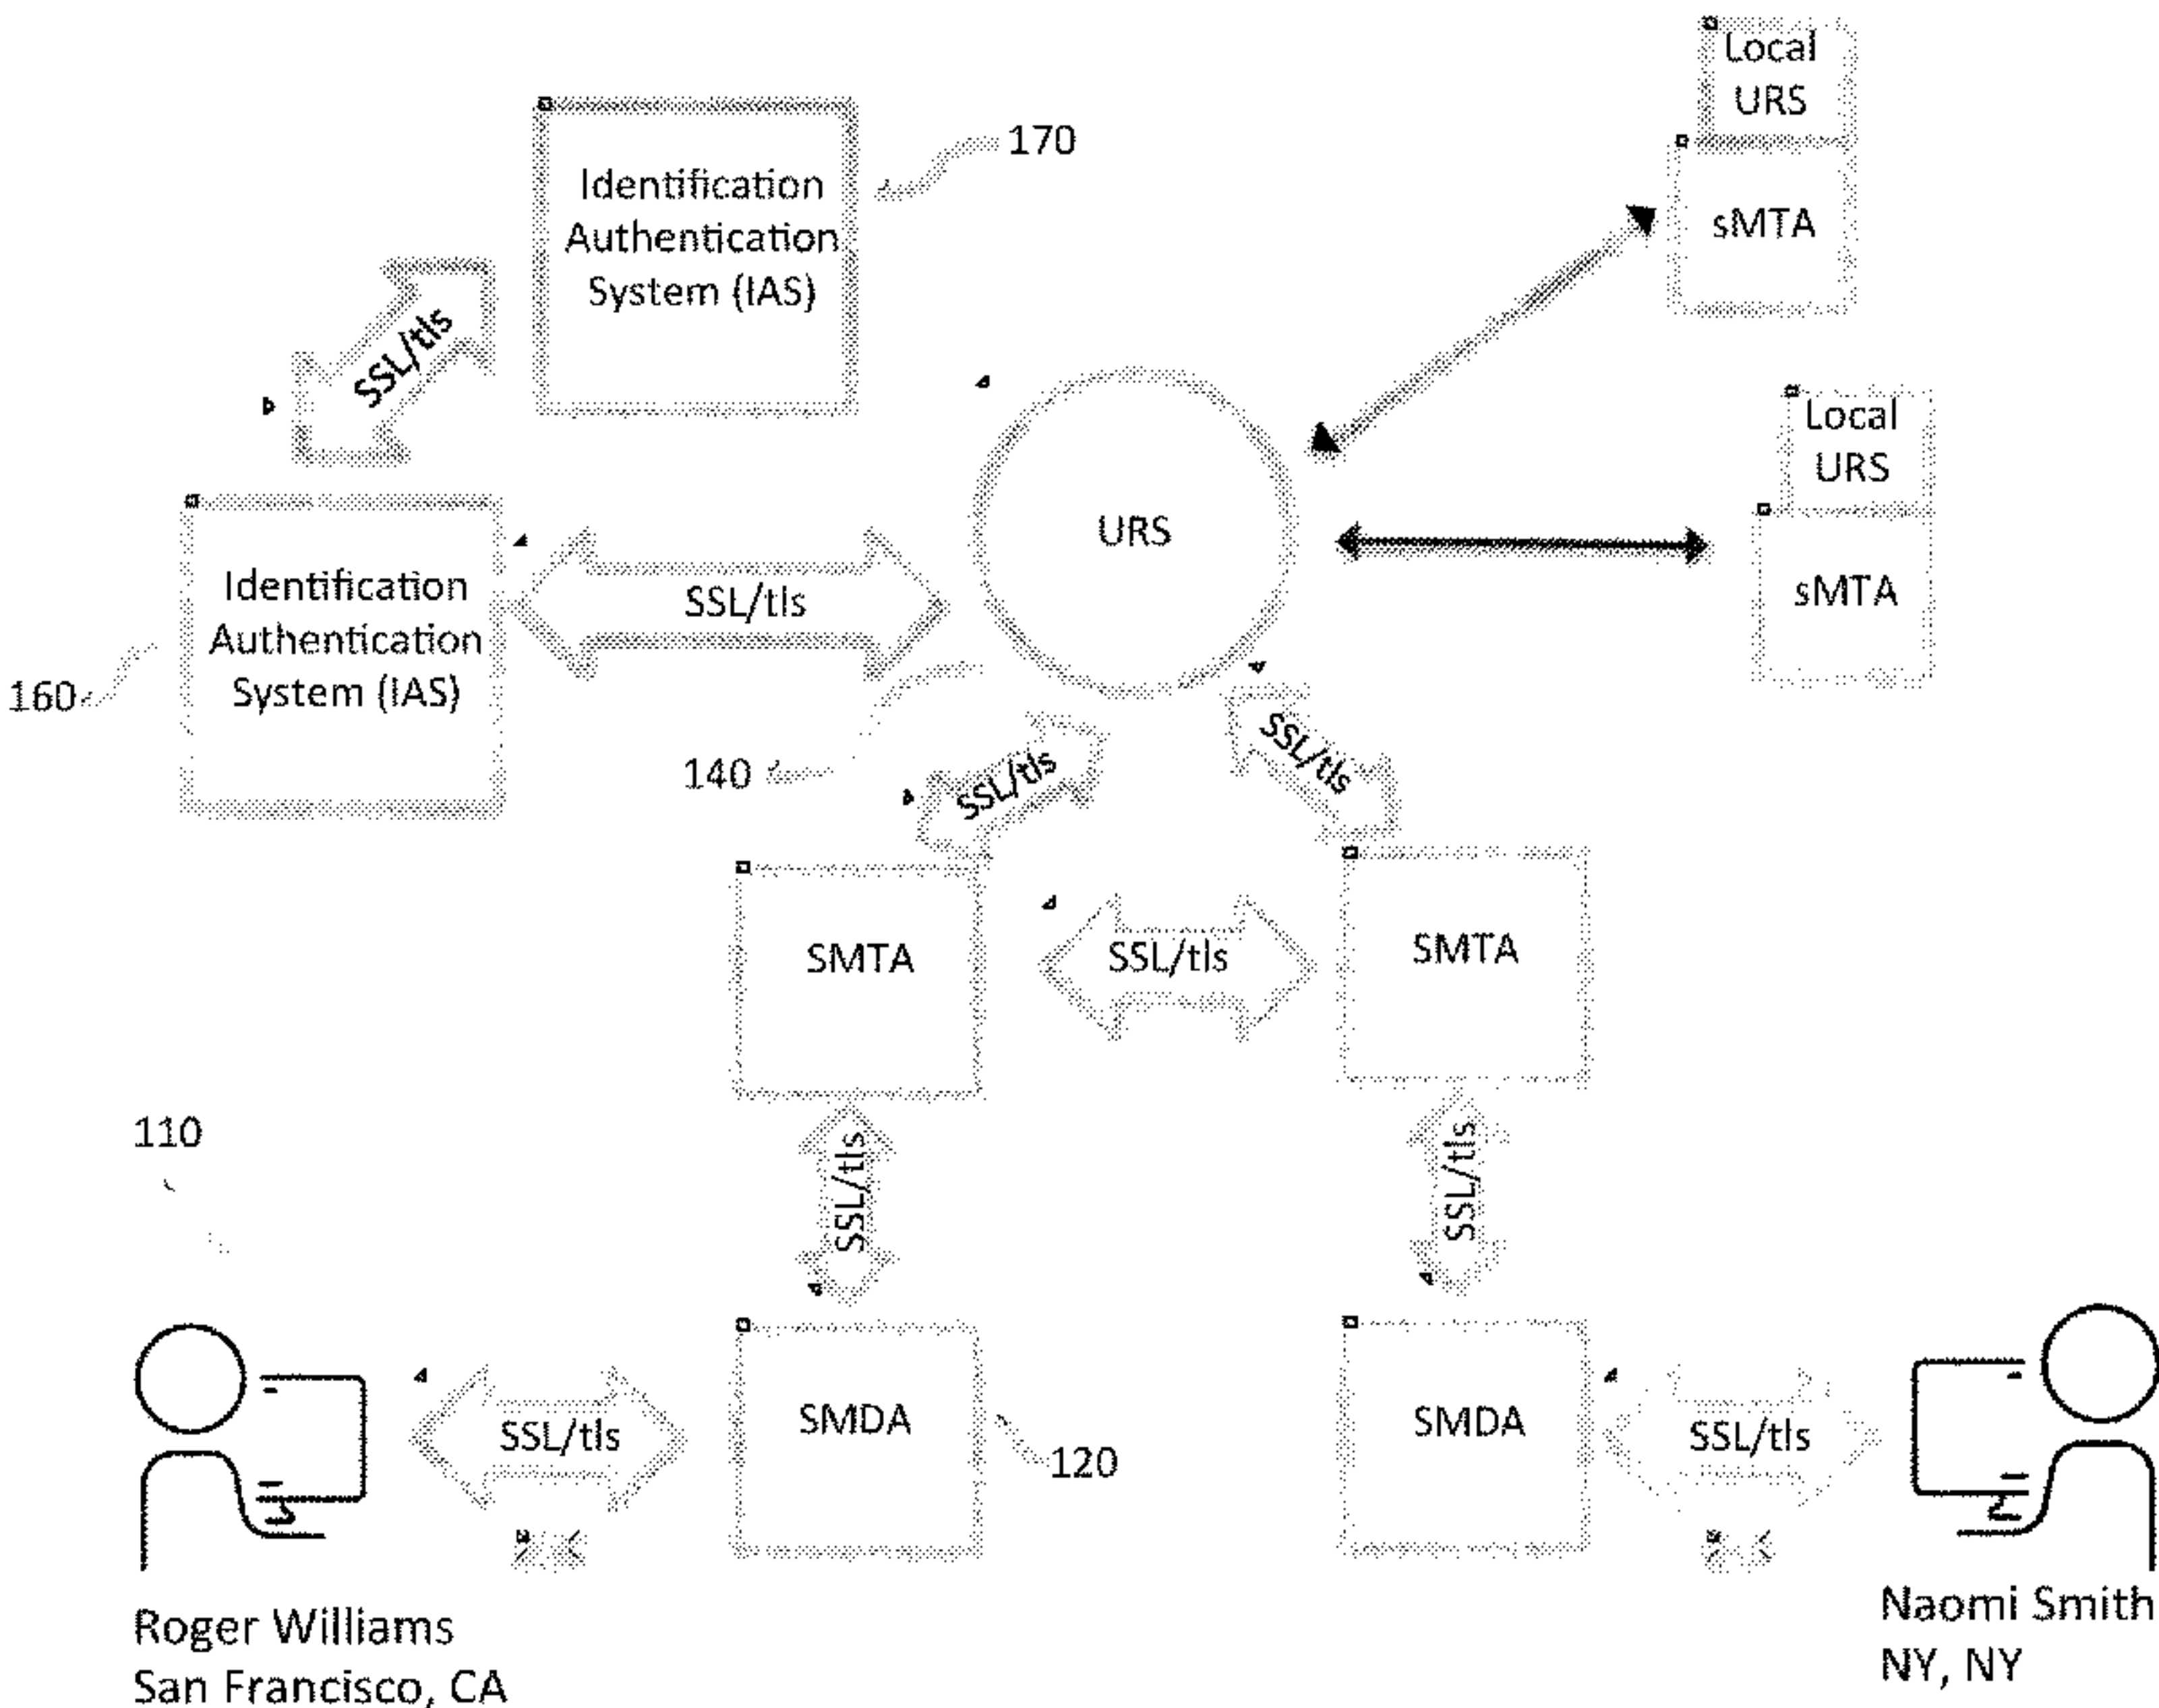 Local
URS
sMTA
170
Identification
Authentication
System (IAS)
SSL/tls
Local
URS
sMTA
URS
SSL/tls
Identification
Authentication
System (IAS)
160
140
SSL/tls
SSL/tls
SMTA
SSL/tls
SMTA
110
SSL/tls
SSL/tls
SSL/tls
SMDA
120
SMDA
SSL/tls
Roger Williams
San Francisco, CA
Naomi Smith
NY, NY